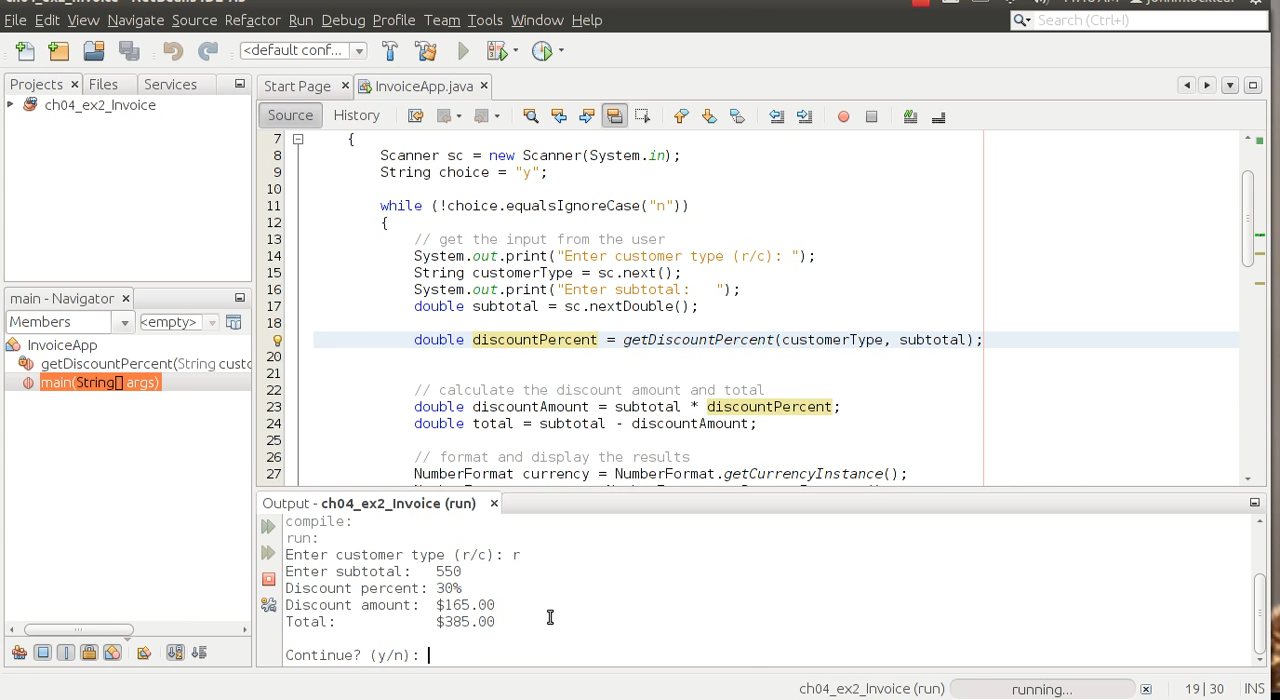 File Edit View Navigate Source Refactor Run Debug Profile Team Tools Window Help
Search (Ctrl+I)
<default conf...
Projects Files Services
Start Page InvoiceApp.java
ch04_ex2_Invoice
Source History
7 {
8 Scanner sc = new Scanner(System.in);
9 String choice = "y";
10
11 while (!choice.equalsIgnoreCase("n"))
12 {
13 // get the input from the user
14 System.out.print("Enter customer type (r/c): ");
15 String customerType = sc.next();
16 System.out.print("Enter subtotal:   ");
17 double subtotal = sc.nextDouble();
18
double discountPercent = getDiscountPercent(customerType, subtotal);
20
21
22 // calculate the discount amount and total
23 double discountAmount = subtotal * discountPercent;
24 double total = subtotal - discountAmount;
25
26 // format and display the results
27 NumberFormat currency = NumberFormat.getCurrencyInstance();
main - Navigator
Members <empty>
InvoiceApp
getDiscountPercent(String custo
main(String[] args)
Output - ch04_ex2_Invoice (run)
compile:
run:
Enter customer type (r/c): r
Enter subtotal:   550
Discount percent: 30%
Discount amount:  $165.00
Total:            $385.00
Continue? (y/n):
ch04_ex2_Invoice (run) running... 19|30 INS